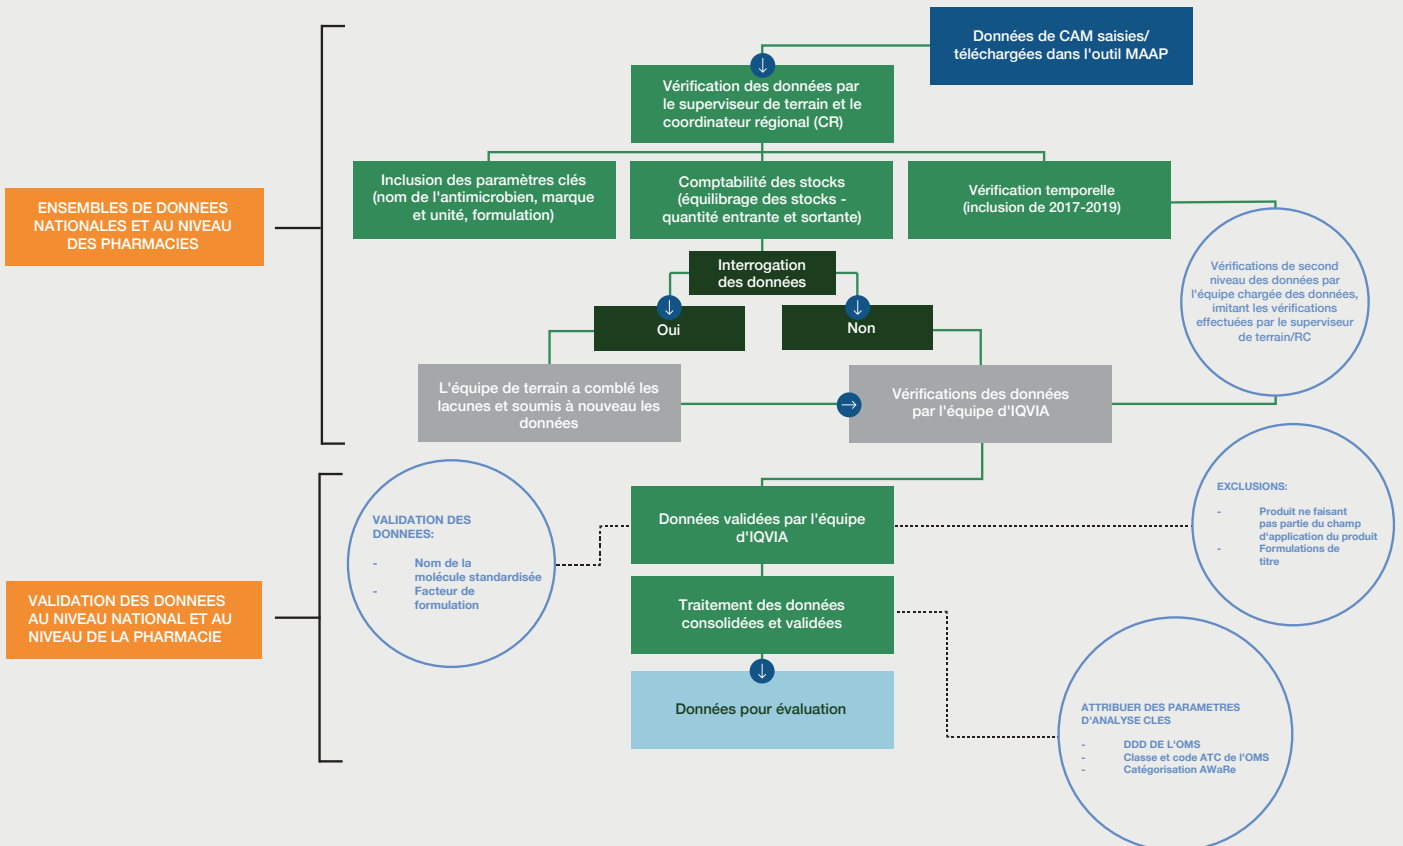 Données de CAM saisies/
téléchargées dans l'outil MAAP
Vérification des données par
le superviseur de terrain et le
coordinateur régional (CR)
Inclusion des paramètres clés
(nom de l'antimicrobien, marque
et unité, formulation)
Comptabilité des stocks
(équilibrage des stocks -
quantité entrante et sortante)
Vérification temporelle
(inclusion de 2017-2019)
ENSEMBLES DE DONNEES
NATIONALES ET AU NIVEAU
DES PHARMACIES
Interrogation
des données
Oui
Non
Vérifications de second
niveau des données par
l'équipe chargée des données,
imitant les vérifications
effectuées par le superviseur
de terrain/RC
L'équipe de terrain a comblé les
lacunes et soumis à nouveau les
données
Vérifications des données
par l'équipe d'IQVIA
VALIDATION DES
DONNEES:
- Nom de la
molécule standardisée
- Facteur de
formulation
Données validées par l'équipe
d'IQVIA
EXCLUSIONS:
- Produit ne faisant
pas partie du champ
d'application du produit
- Formulations de
titre
VALIDATION DES DONNEES
AU NIVEAU NATIONAL ET AU
NIVEAU DE LA PHARMACIE
Traitement des données
consolidées et validées
Données pour évaluation
ATTRIBUER DES PARAMETRES
D'ANALYSE CLES
- DDD DE L'OMS
- Classe et code ATC de l'OMS
- Catégorisation AWaRe